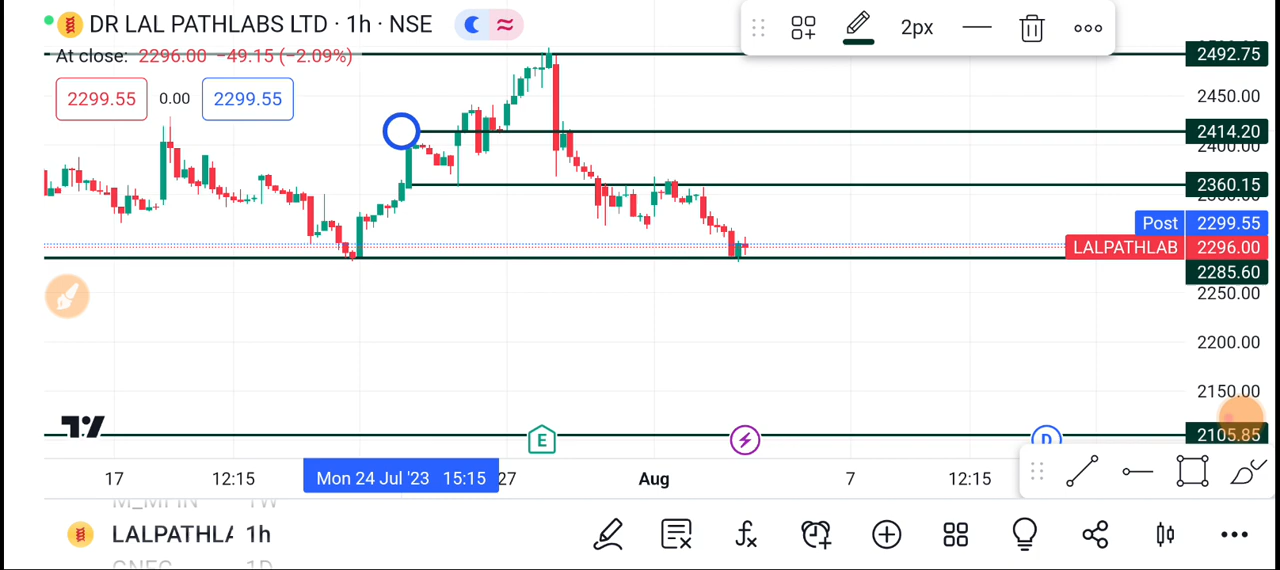 DR LAL PATHLABS LTD · 1h · NSE
2px
2492.75
At close: 2296.00 −49.15 (−2.09%)
2299.55 0.00 2299.55
2450.00
2414.20
2400.00
2360.15
Post 2299.55
LALPATHLAB 2296.00
2285.60
2250.00
2200.00
2150.00
2105.85
E
D
17 12:15 Mon 24 Jul '23 15:15 27 Aug 7 12:15
LALPATHLA 1h